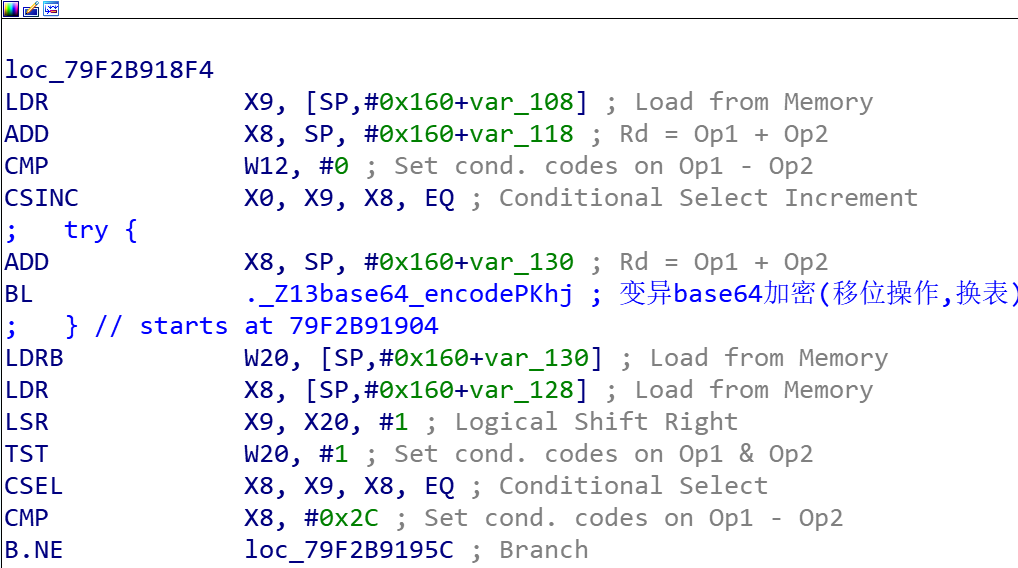 loc_79F2B918F4
LDR X9, [SP,#0x160+var_108] ; Load from Memory
ADD X8, SP, #0x160+var_118 ; Rd = Op1 + Op2
CMP W12, #0 ; Set cond. codes on Op1 - Op2
CSINC X0, X9, X8, EQ ; Conditional Select Increment
;   try {
ADD X8, SP, #0x160+var_130 ; Rd = Op1 + Op2
BL ._Z13base64_encodePKhj ; 变异base64加密(移位操作,换表)
;   } // starts at 79F2B91904
LDRB W20, [SP,#0x160+var_130] ; Load from Memory
LDR X8, [SP,#0x160+var_128] ; Load from Memory
LSR X9, X20, #1 ; Logical Shift Right
TST W20, #1 ; Set cond. codes on Op1 & Op2
CSEL X8, X9, X8, EQ ; Conditional Select
CMP X8, #0x2C ; Set cond. codes on Op1 - Op2
B.NE loc_79F2B9195C ; Branch